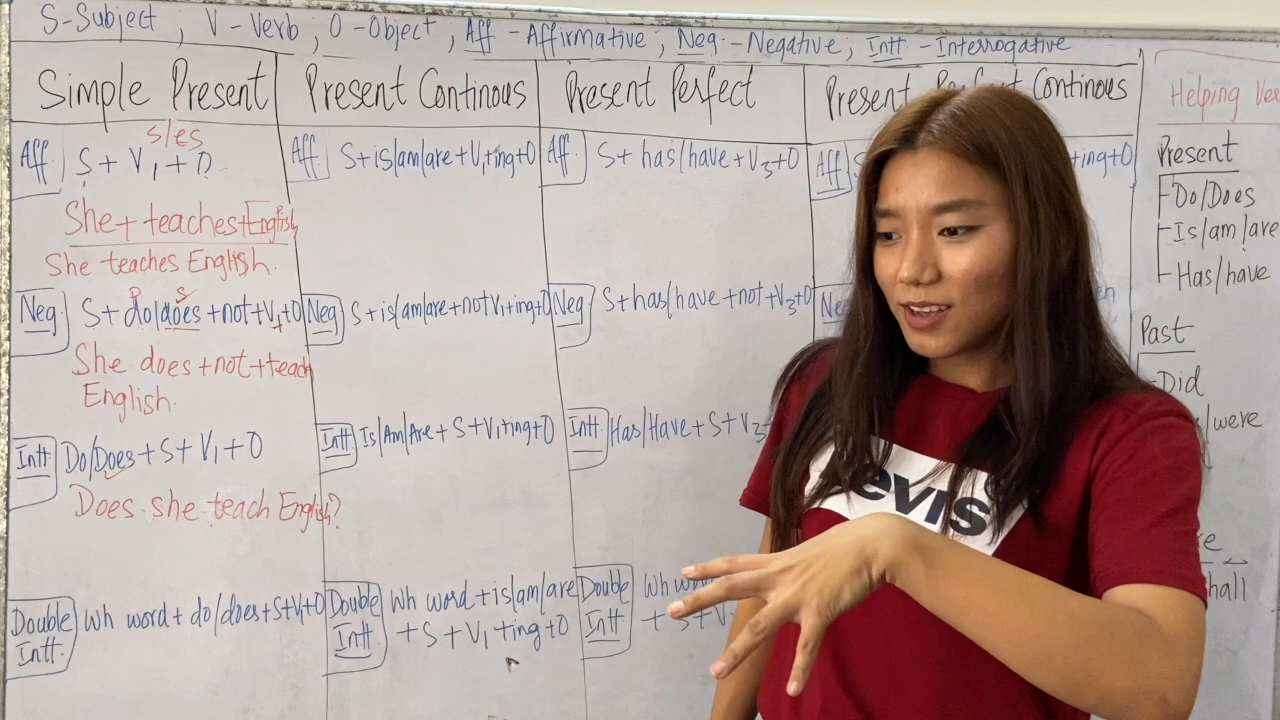 S-Subject, V-Verb, O-Object, Aff-Affirmative, Neg-Negative, Intt-Interrogative
Simple Present
s/es
Aff S+V1+O
She+teaches+English
She teaches English.
P S
Neg S+do/does+not+V1+O
She does+not+teach
English.
Intt Do/Does+S+V1+O
Does she teach English?
Double Intt. Wh word+do/does+S+V1+O
Present Continous
Aff. S+is/am/are+V1+ing+O
Neg S+is/am/are+notV1+ing+O
Intt Is/Am/Are+S+V1+ing+O
Double Intt. Wh word+is/am/are
+S+V1+ing+O
Present Perfect
Aff. S+has/have+V3+O
Neg S+has/have+not+V3+O
Intt Has/Have+S+V3
Double Intt. Wh
+S+V
Present Perfect Continous
Aff. +ing+O
Helping
Present
Do/Does
Is/am/are
Has/have
Past
Did
/were
hall
Levis